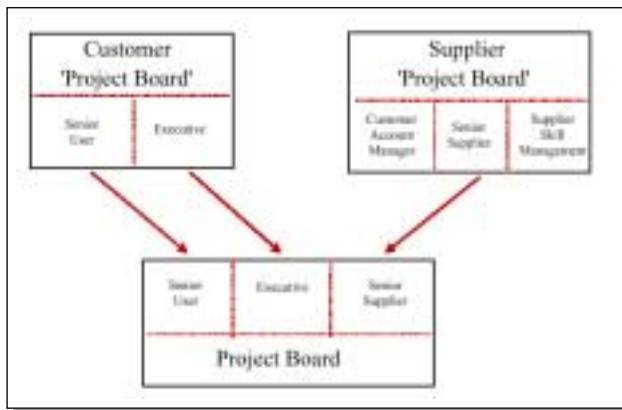 Customer
'Project Board'
Senior
User
Executive
Supplier
'Project Board'
Customer
Account
Manager
Senior
Supplier
Supplier
Skill
Management
Senior
User
Executive
Senior
Supplier
Project Board